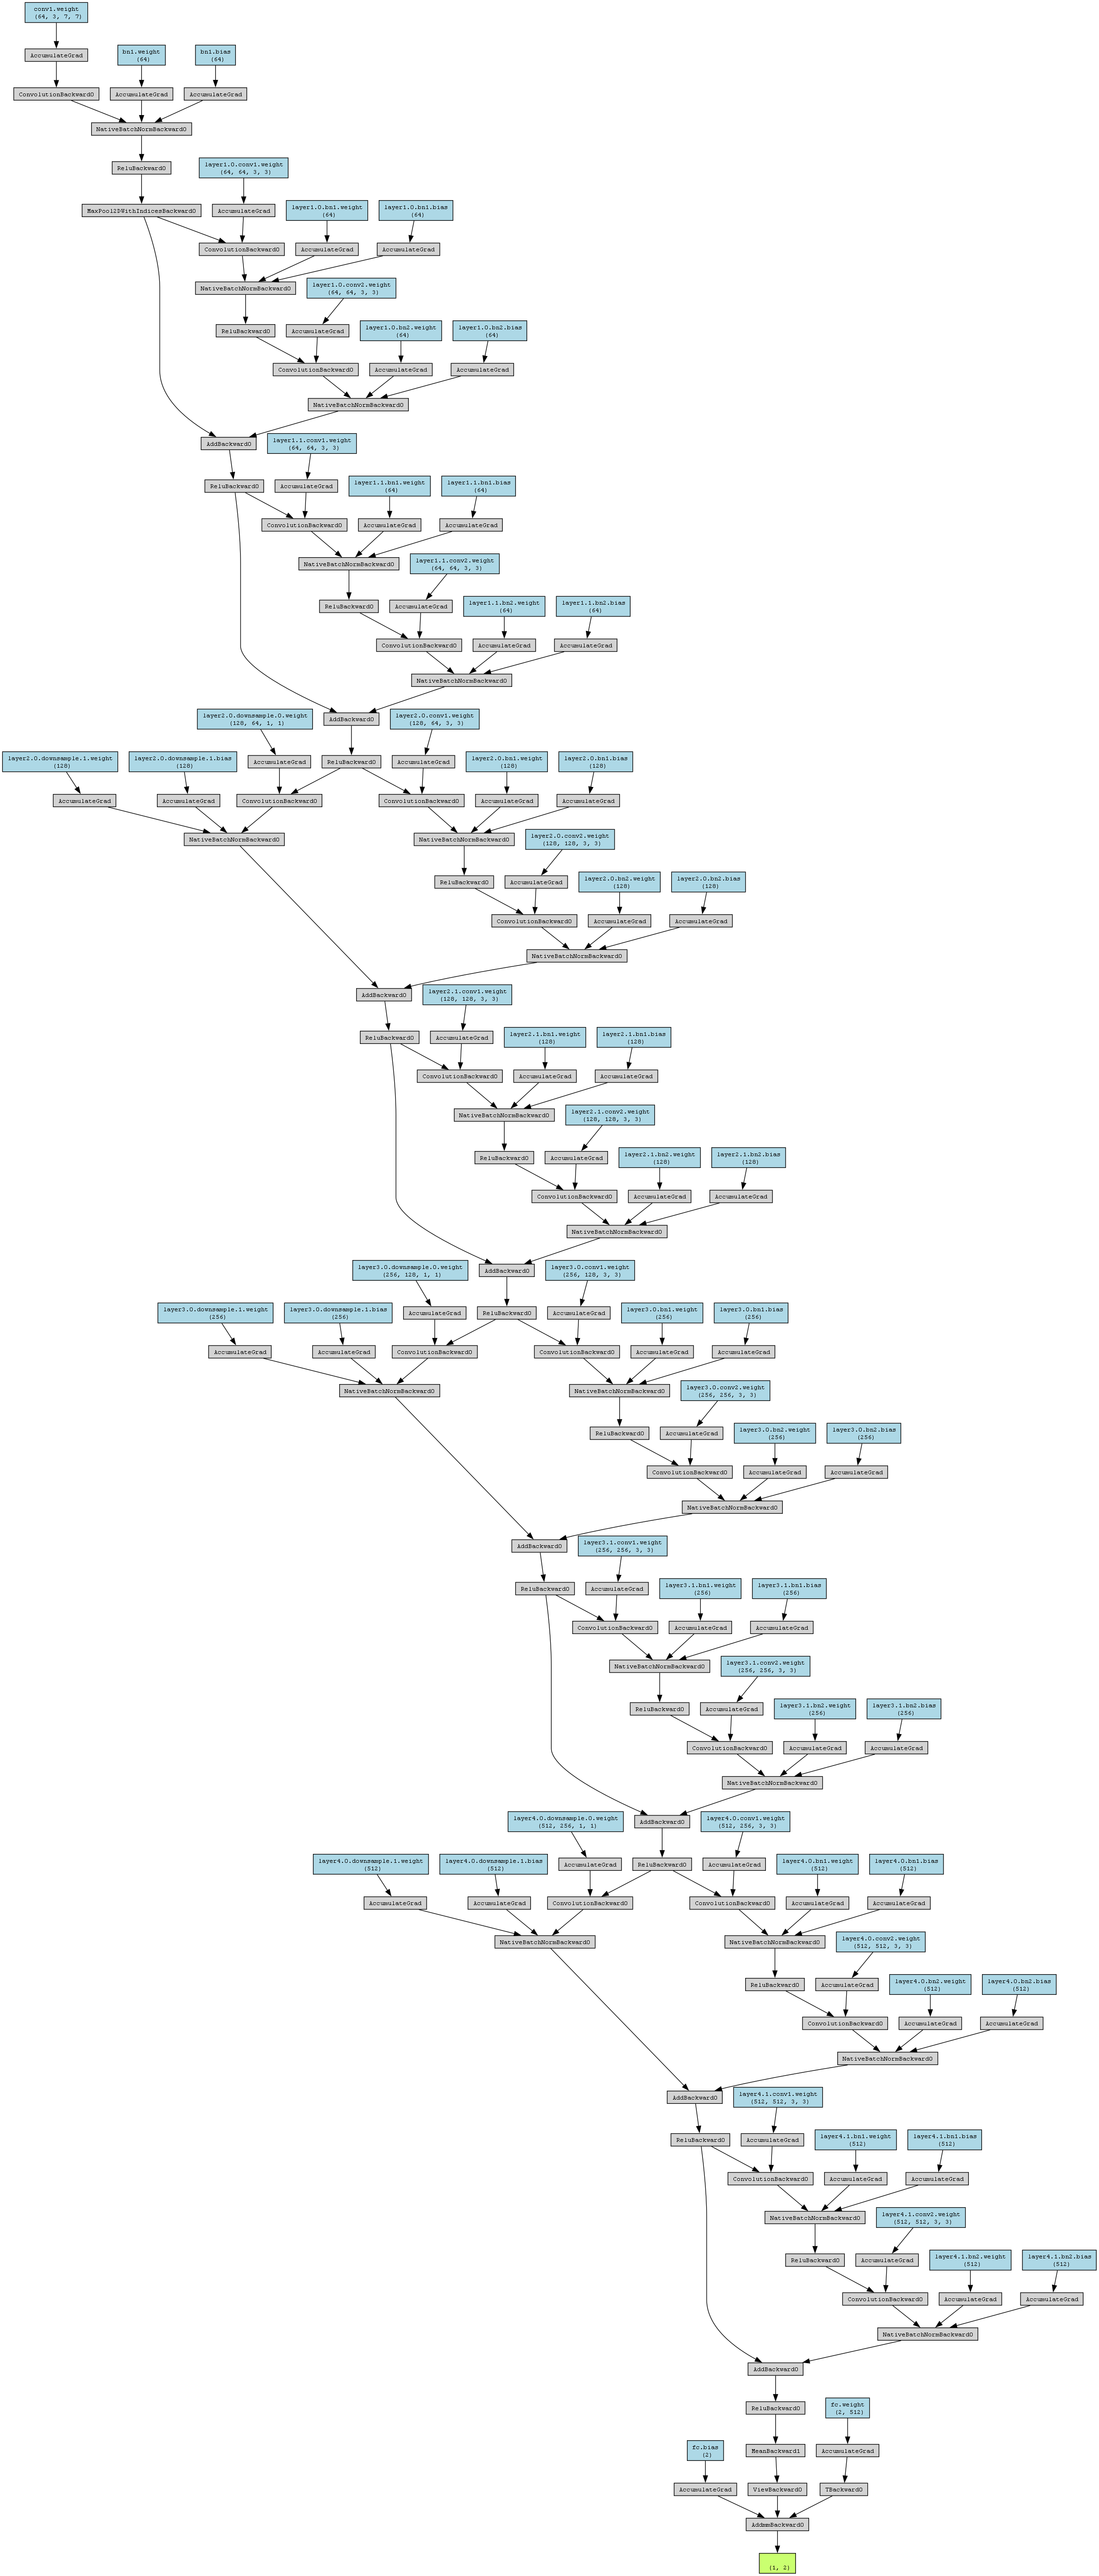 conv1.weight
(64, 3, 7, 7)
AccumulateGrad
bn1.weight
(64)
bn1.bias
(64)
ConvolutionBackward0
AccumulateGrad
AccumulateGrad
NativeBatchNormBackward0
ReluBackward0
layer1.0.conv1.weight
(64, 64, 3, 3)
MaxPool2DWithIndicesBackward0
AccumulateGrad
layer1.0.bn1.weight
(64)
layer1.0.bn1.bias
(64)
ConvolutionBackward0
AccumulateGrad
AccumulateGrad
NativeBatchNormBackward0
layer1.0.conv2.weight
(64, 64, 3, 3)
ReluBackward0
AccumulateGrad
layer1.0.bn2.weight
(64)
layer1.0.bn2.bias
(64)
ConvolutionBackward0
AccumulateGrad
AccumulateGrad
NativeBatchNormBackward0
AddBackward0
layer1.1.conv1.weight
(64, 64, 3, 3)
ReluBackward0
AccumulateGrad
layer1.1.bn1.weight
(64)
layer1.1.bn1.bias
(64)
ConvolutionBackward0
AccumulateGrad
AccumulateGrad
NativeBatchNormBackward0
layer1.1.conv2.weight
(64, 64, 3, 3)
ReluBackward0
AccumulateGrad
layer1.1.bn2.weight
(64)
layer1.1.bn2.bias
(64)
ConvolutionBackward0
AccumulateGrad
AccumulateGrad
NativeBatchNormBackward0
layer2.0.downsample.0.weight
(128, 64, 1, 1)
AddBackward0
layer2.0.conv1.weight
(128, 64, 3, 3)
layer2.0.downsample.1.weight
(128)
layer2.0.downsample.1.bias
(128)
AccumulateGrad
ReluBackward0
AccumulateGrad
layer2.0.bn1.weight
(128)
layer2.0.bn1.bias
(128)
AccumulateGrad
AccumulateGrad
ConvolutionBackward0
ConvolutionBackward0
AccumulateGrad
AccumulateGrad
NativeBatchNormBackward0
NativeBatchNormBackward0
layer2.0.conv2.weight
(128, 128, 3, 3)
ReluBackward0
AccumulateGrad
layer2.0.bn2.weight
(128)
layer2.0.bn2.bias
(128)
ConvolutionBackward0
AccumulateGrad
AccumulateGrad
NativeBatchNormBackward0
AddBackward0
layer2.1.conv1.weight
(128, 128, 3, 3)
ReluBackward0
AccumulateGrad
layer2.1.bn1.weight
(128)
layer2.1.bn1.bias
(128)
ConvolutionBackward0
AccumulateGrad
AccumulateGrad
NativeBatchNormBackward0
layer2.1.conv2.weight
(128, 128, 3, 3)
ReluBackward0
AccumulateGrad
layer2.1.bn2.weight
(128)
layer2.1.bn2.bias
(128)
ConvolutionBackward0
AccumulateGrad
AccumulateGrad
NativeBatchNormBackward0
layer3.0.downsample.0.weight
(256, 128, 1, 1)
AddBackward0
layer3.0.conv1.weight
(256, 128, 3, 3)
layer3.0.downsample.1.weight
(256)
layer3.0.downsample.1.bias
(256)
AccumulateGrad
ReluBackward0
AccumulateGrad
layer3.0.bn1.weight
(256)
layer3.0.bn1.bias
(256)
AccumulateGrad
AccumulateGrad
ConvolutionBackward0
ConvolutionBackward0
AccumulateGrad
AccumulateGrad
NativeBatchNormBackward0
NativeBatchNormBackward0
layer3.0.conv2.weight
(256, 256, 3, 3)
ReluBackward0
AccumulateGrad
layer3.0.bn2.weight
(256)
layer3.0.bn2.bias
(256)
ConvolutionBackward0
AccumulateGrad
AccumulateGrad
NativeBatchNormBackward0
AddBackward0
layer3.1.conv1.weight
(256, 256, 3, 3)
ReluBackward0
AccumulateGrad
layer3.1.bn1.weight
(256)
layer3.1.bn1.bias
(256)
ConvolutionBackward0
AccumulateGrad
AccumulateGrad
NativeBatchNormBackward0
layer3.1.conv2.weight
(256, 256, 3, 3)
ReluBackward0
AccumulateGrad
layer3.1.bn2.weight
(256)
layer3.1.bn2.bias
(256)
ConvolutionBackward0
AccumulateGrad
AccumulateGrad
NativeBatchNormBackward0
layer4.0.downsample.0.weight
(512, 256, 1, 1)
AddBackward0
layer4.0.conv1.weight
(512, 256, 3, 3)
layer4.0.downsample.1.weight
(512)
layer4.0.downsample.1.bias
(512)
AccumulateGrad
ReluBackward0
AccumulateGrad
layer4.0.bn1.weight
(512)
layer4.0.bn1.bias
(512)
AccumulateGrad
AccumulateGrad
ConvolutionBackward0
ConvolutionBackward0
AccumulateGrad
AccumulateGrad
NativeBatchNormBackward0
NativeBatchNormBackward0
layer4.0.conv2.weight
(512, 512, 3, 3)
ReluBackward0
AccumulateGrad
layer4.0.bn2.weight
(512)
layer4.0.bn2.bias
(512)
ConvolutionBackward0
AccumulateGrad
AccumulateGrad
NativeBatchNormBackward0
AddBackward0
layer4.1.conv1.weight
(512, 512, 3, 3)
ReluBackward0
AccumulateGrad
layer4.1.bn1.weight
(512)
layer4.1.bn1.bias
(512)
ConvolutionBackward0
AccumulateGrad
AccumulateGrad
NativeBatchNormBackward0
layer4.1.conv2.weight
(512, 512, 3, 3)
ReluBackward0
AccumulateGrad
layer4.1.bn2.weight
(512)
layer4.1.bn2.bias
(512)
ConvolutionBackward0
AccumulateGrad
AccumulateGrad
NativeBatchNormBackward0
AddBackward0
ReluBackward0
fc.weight
(2, 512)
fc.bias
(2)
MeanBackward1
AccumulateGrad
AccumulateGrad
ViewBackward0
TBackward0
AddmmBackward0
(1, 2)